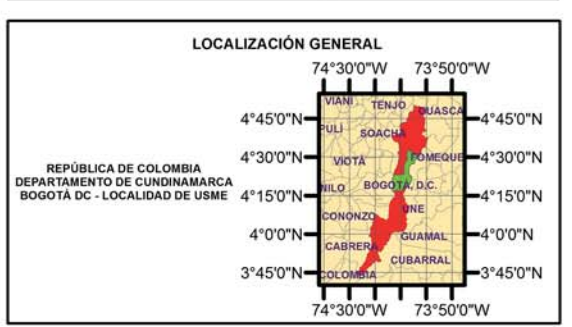 LOCALIZACIÓN GENERAL
74°30'0"W 73°50'0"W
VIANI TENJO GUASCA
4°45'0"N 4°45'0"N
PULI SOACHA
4°30'0"N VIOTÀ FOMEQUE 4°30'0"N
REPÚBLICA DE COLOMBIA
DEPARTAMENTO DE CUNDINAMARCA
BOGOTÀ DC - LOCALIDAD DE USME
NILO BOGOTÀ, D.C.
4°15'0"N 4°15'0"N
CONONZO UNE
4°0'0"N GUAMAL 4°0'0"N
CABRERA
CUBARRAL
3°45'0"N COLOMBIA 3°45'0"N
74°30'0"W 73°50'0"W